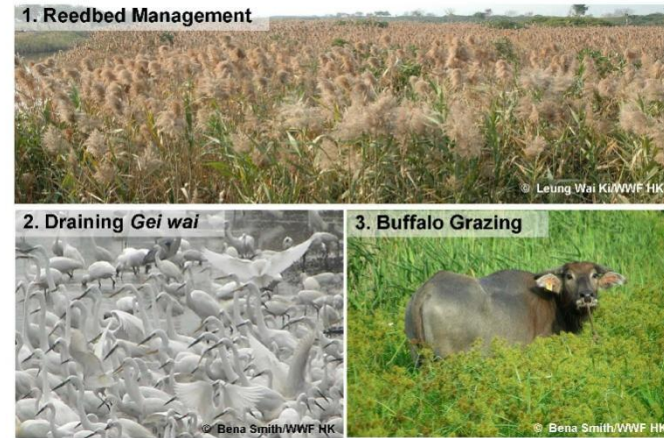 1. Reedbed Management
© Leung Wai Ki/WWF HK
2. Draining Gei wai
© Bena Smith/WWF HK
3. Buffalo Grazing
© Bena Smith/WWF HK